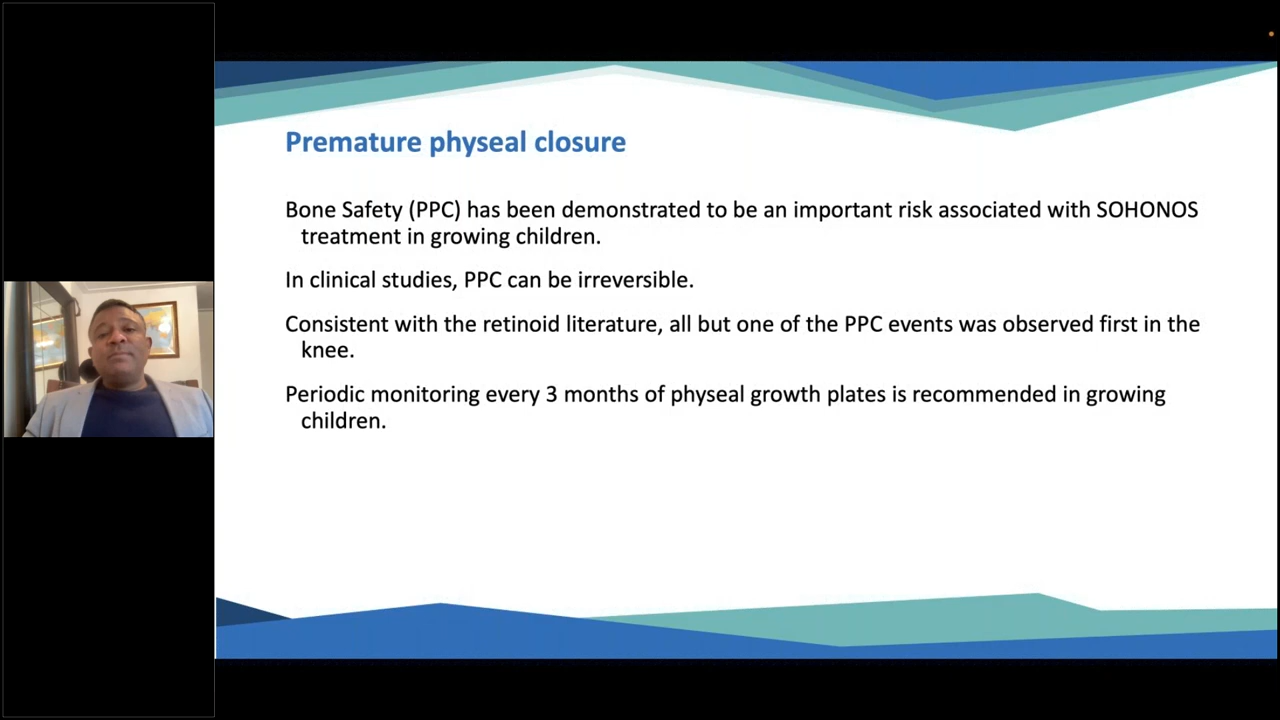 Premature physeal closure
Bone Safety (PPC) has been demonstrated to be an important risk associated with SOHONOS
treatment in growing children.
In clinical studies, PPC can be irreversible.
Consistent with the retinoid literature, all but one of the PPC events was observed first in the
knee.
Periodic monitoring every 3 months of physeal growth plates is recommended in growing
children.